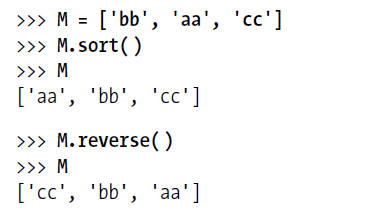 >>> M = ['bb', 'aa', 'cc']
>>> M.sort()
>>> M
['aa', 'bb', 'cc']
>>> M.reverse()
>>> M
['cc', 'bb', 'aa']